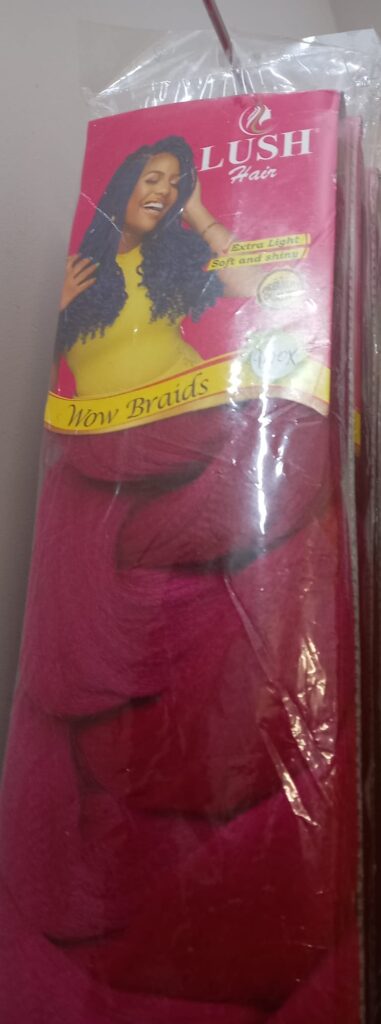 LUSH
Hair
Extra Light
Soft and shiny
Wow Braids